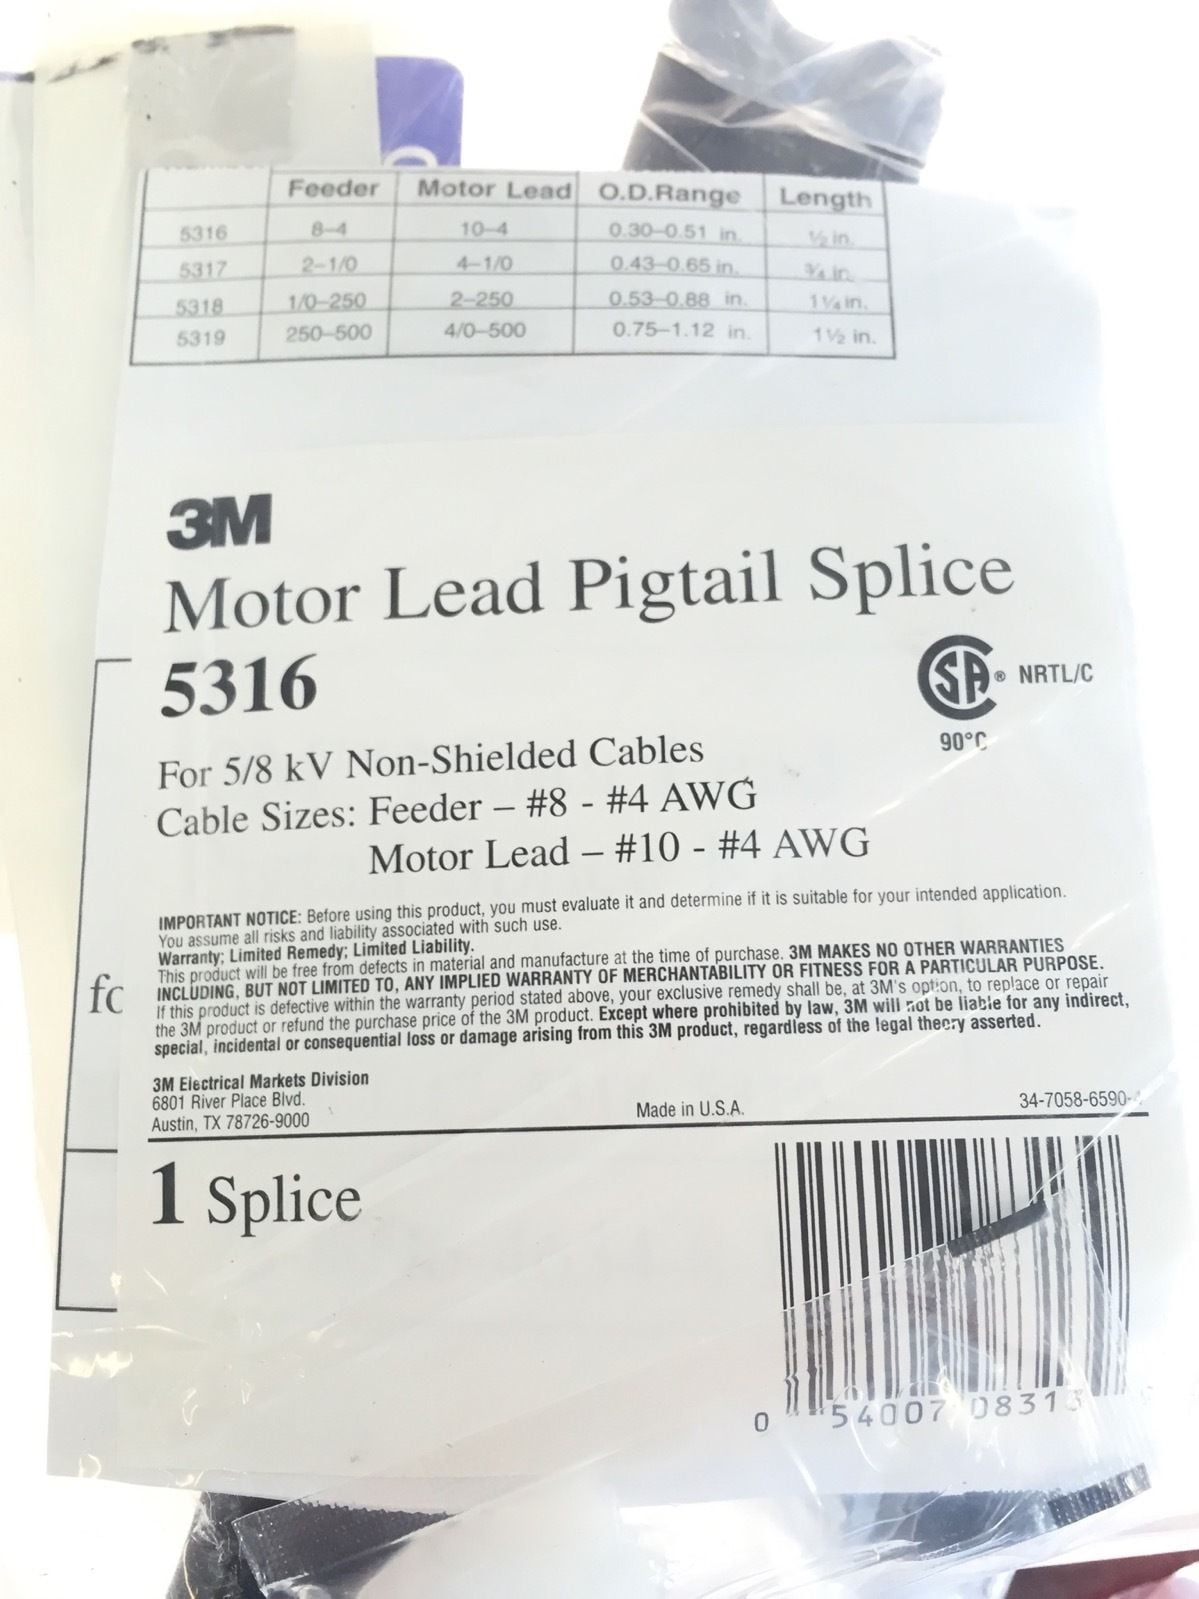 Feeder Motor Lead O.D.Range Length
5316 8–4 10–4 0.30–0.51 in. ½ in.
5317 2–1/0 4–1/0 0.43–0.65 in. ¾ in.
5318 1/0–250 2–250 0.53–0.88 in. 1¼ in.
5319 250–500 4/0–500 0.75–1.12 in. 1½ in.
3M
Motor Lead Pigtail Splice
5316
SA® NRTL/C
90°C
For 5/8 kV Non-Shielded Cables
Cable Sizes: Feeder – #8 - #4 AWG
Motor Lead – #10 - #4 AWG
IMPORTANT NOTICE: Before using this product, you must evaluate it and determine if it is suitable for your intended application.
You assume all risks and liability associated with such use.
Warranty; Limited Remedy; Limited Liability.
This product will be free from defects in material and manufacture at the time of purchase. 3M MAKES NO OTHER WARRANTIES
INCLUDING, BUT NOT LIMITED TO, ANY IMPLIED WARRANTY OF MERCHANTABILITY OR FITNESS FOR A PARTICULAR PURPOSE.
If this product is defective within the warranty period stated above, your exclusive remedy shall be, at 3M's option, to replace or repair
the 3M product or refund the purchase price of the 3M product. Except where prohibited by law, 3M will not be liable for any indirect,
special, incidental or consequential loss or damage arising from this 3M product, regardless of the legal theory asserted.
fo
3M Electrical Markets Division
6801 River Place Blvd.
Austin, TX 78726-9000
Made in U.S.A.
34-7058-6590-
1 Splice
0 54007 0831